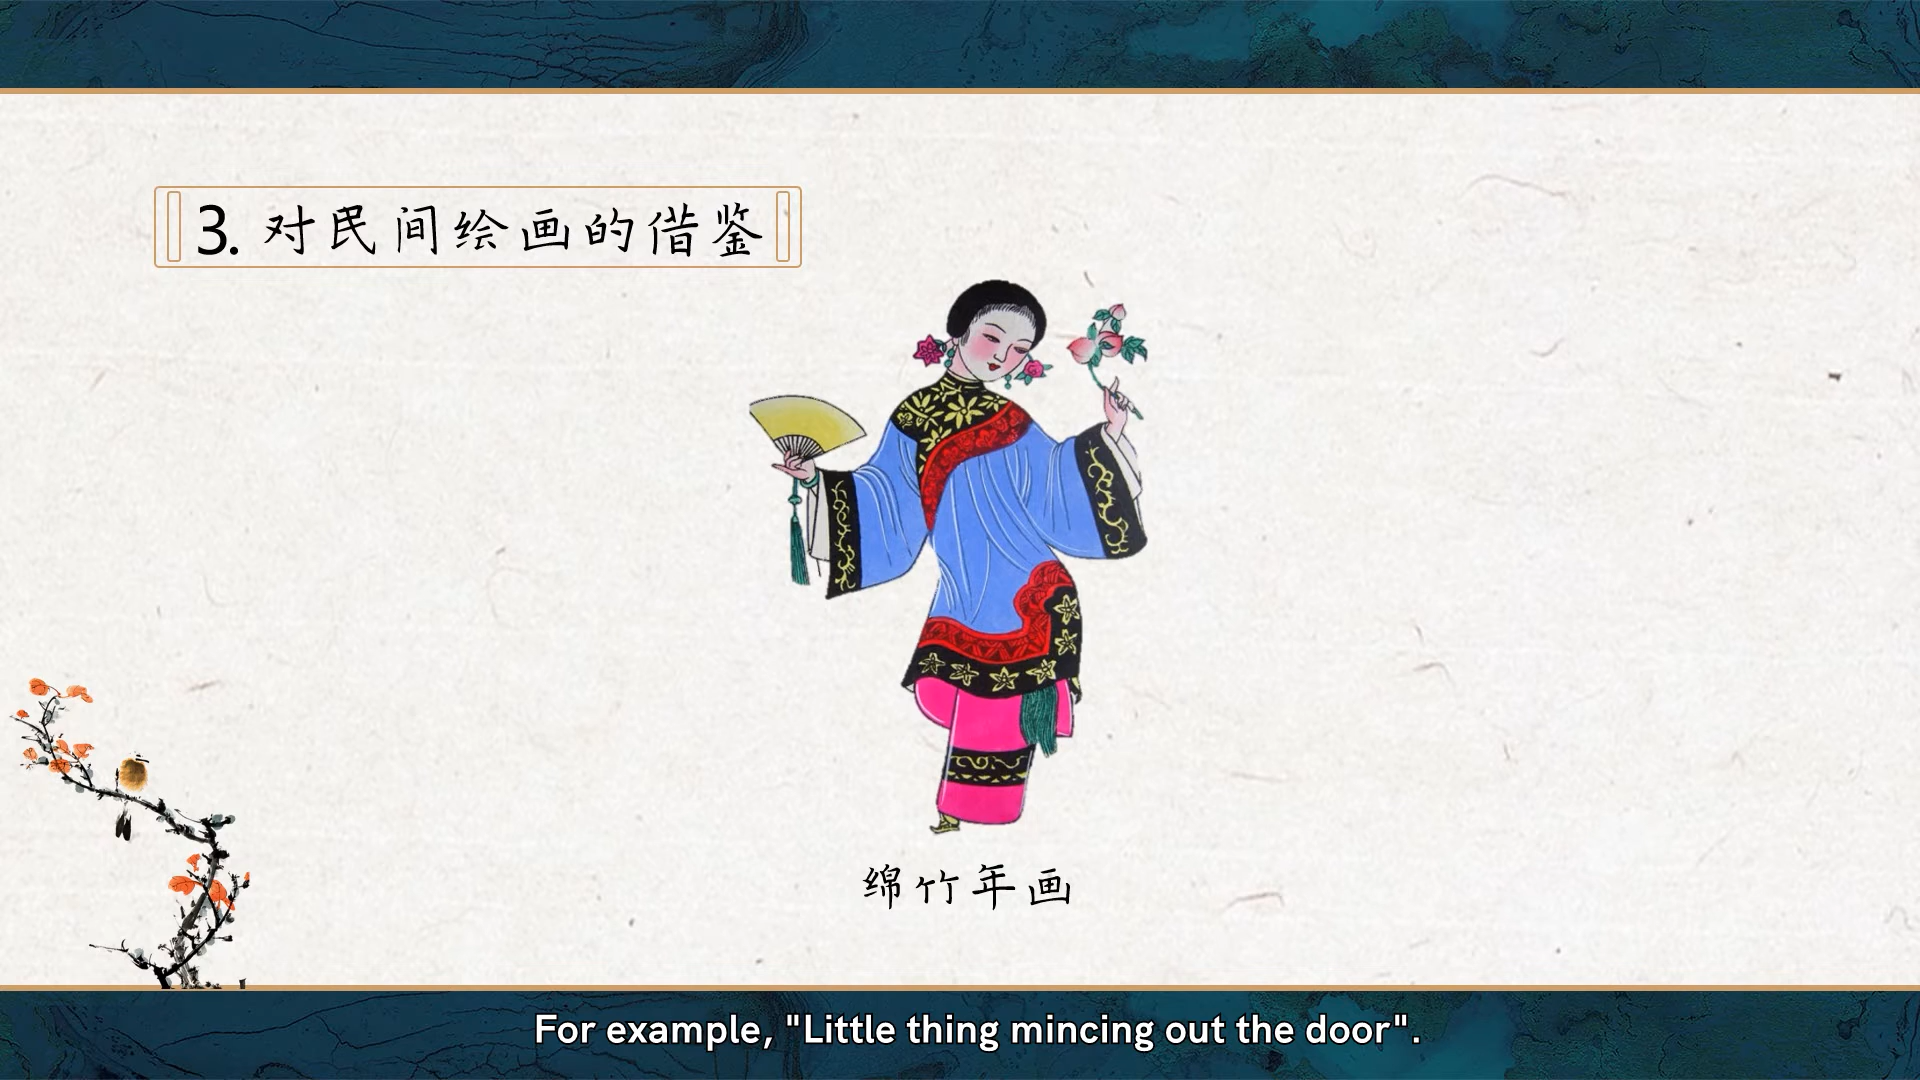 3. 对民间绘画的借鉴
绵竹年画
For example, "Little thing mincing out the door".